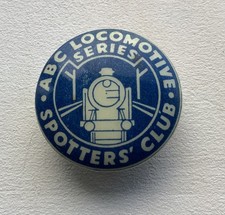 ABC LOCOMOTIVE
SERIES
SPOTTERS' CLUB